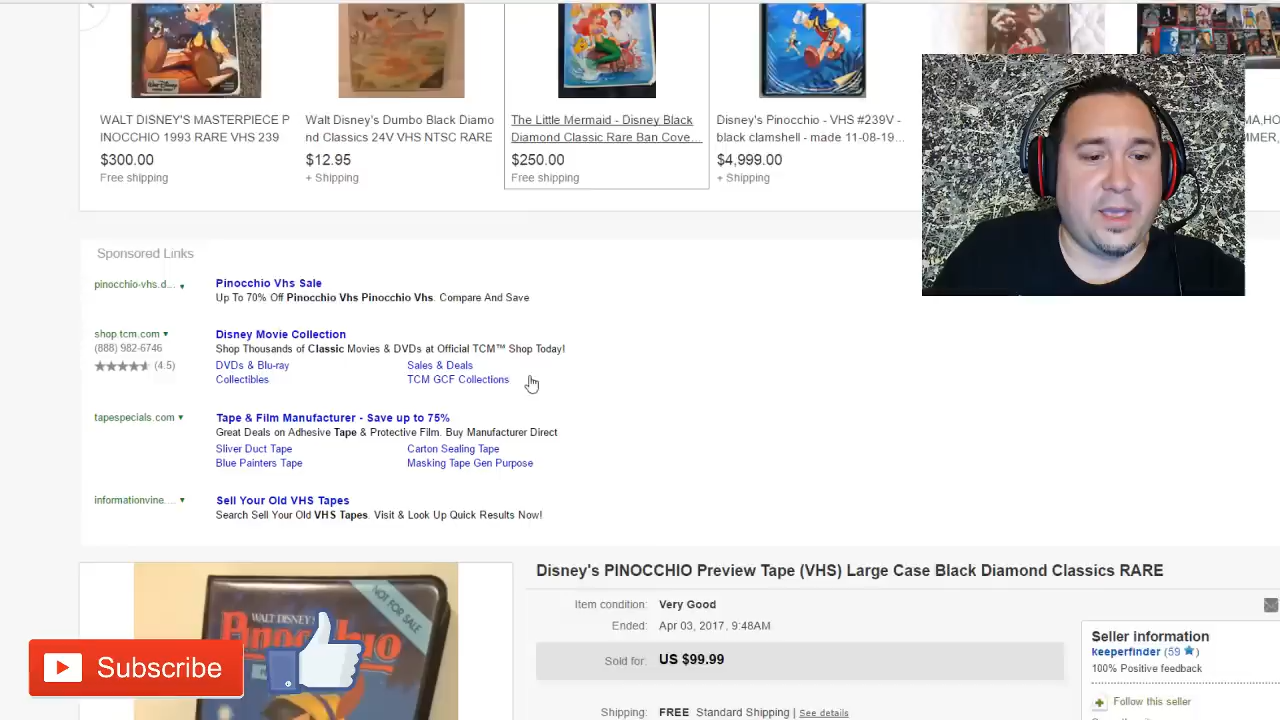 WALT DISNEY'S MASTERPIECE P
INOCCHIO 1993 RARE VHS 239
$300.00
Free shipping
Walt Disney's Dumbo Black Diamo
nd Classics 24V VHS NTSC RARE
$12.95
+ Shipping
The Little Mermaid - Disney Black
Diamond Classic Rare Ban Cove...
$250.00
Free shipping
Disney's Pinocchio - VHS #239V -
black clamshell - made 11-08-19...
$4,999.00
+ Shipping
Sponsored Links
pinocchio-vhs.d...
Pinocchio Vhs Sale
Up To 70% Off Pinocchio Vhs Pinocchio Vhs. Compare And Save
shop.tcm.com
(888) 982-6746
(4.5)
Disney Movie Collection
Shop Thousands of Classic Movies & DVDs at Official TCM™ Shop Today!
DVDs & Blu-ray Sales & Deals
Collectibles TCM GCF Collections
tapespecials.com
Tape & Film Manufacturer - Save up to 75%
Great Deals on Adhesive Tape & Protective Film. Buy Manufacturer Direct
Sliver Duct Tape Carton Sealing Tape
Blue Painters Tape Masking Tape Gen Purpose
informationvine....
Sell Your Old VHS Tapes
Search Sell Your Old VHS Tapes. Visit & Look Up Quick Results Now!
NOT FOR SALE
WALT DISNEY'S
Pinocchio
Disney's PINOCCHIO Preview Tape (VHS) Large Case Black Diamond Classics RARE
Item condition: Very Good
Ended: Apr 03, 2017, 9:48AM
Sold for: US $99.99
Shipping: FREE Standard Shipping | See details
Seller information
keeperfinder (59)
100% Positive feedback
Follow this seller
Subscribe